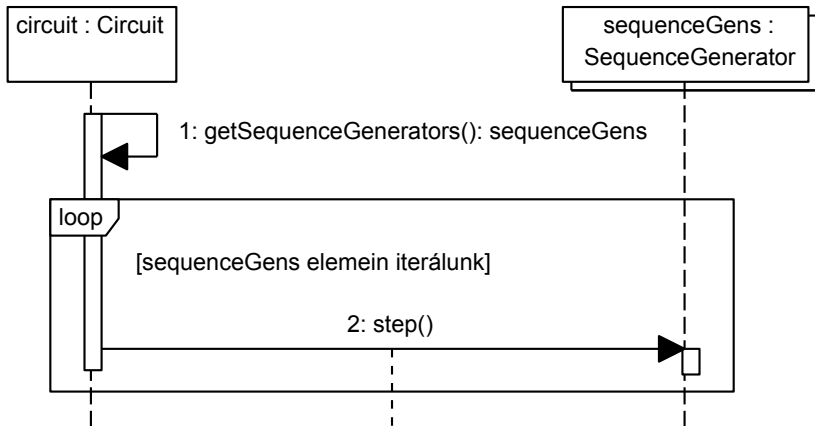 circuit : Circuit
sequenceGens :
SequenceGenerator
1: getSequenceGenerators(): sequenceGens
loop
[sequenceGens elemein iterálunk]
2: step()